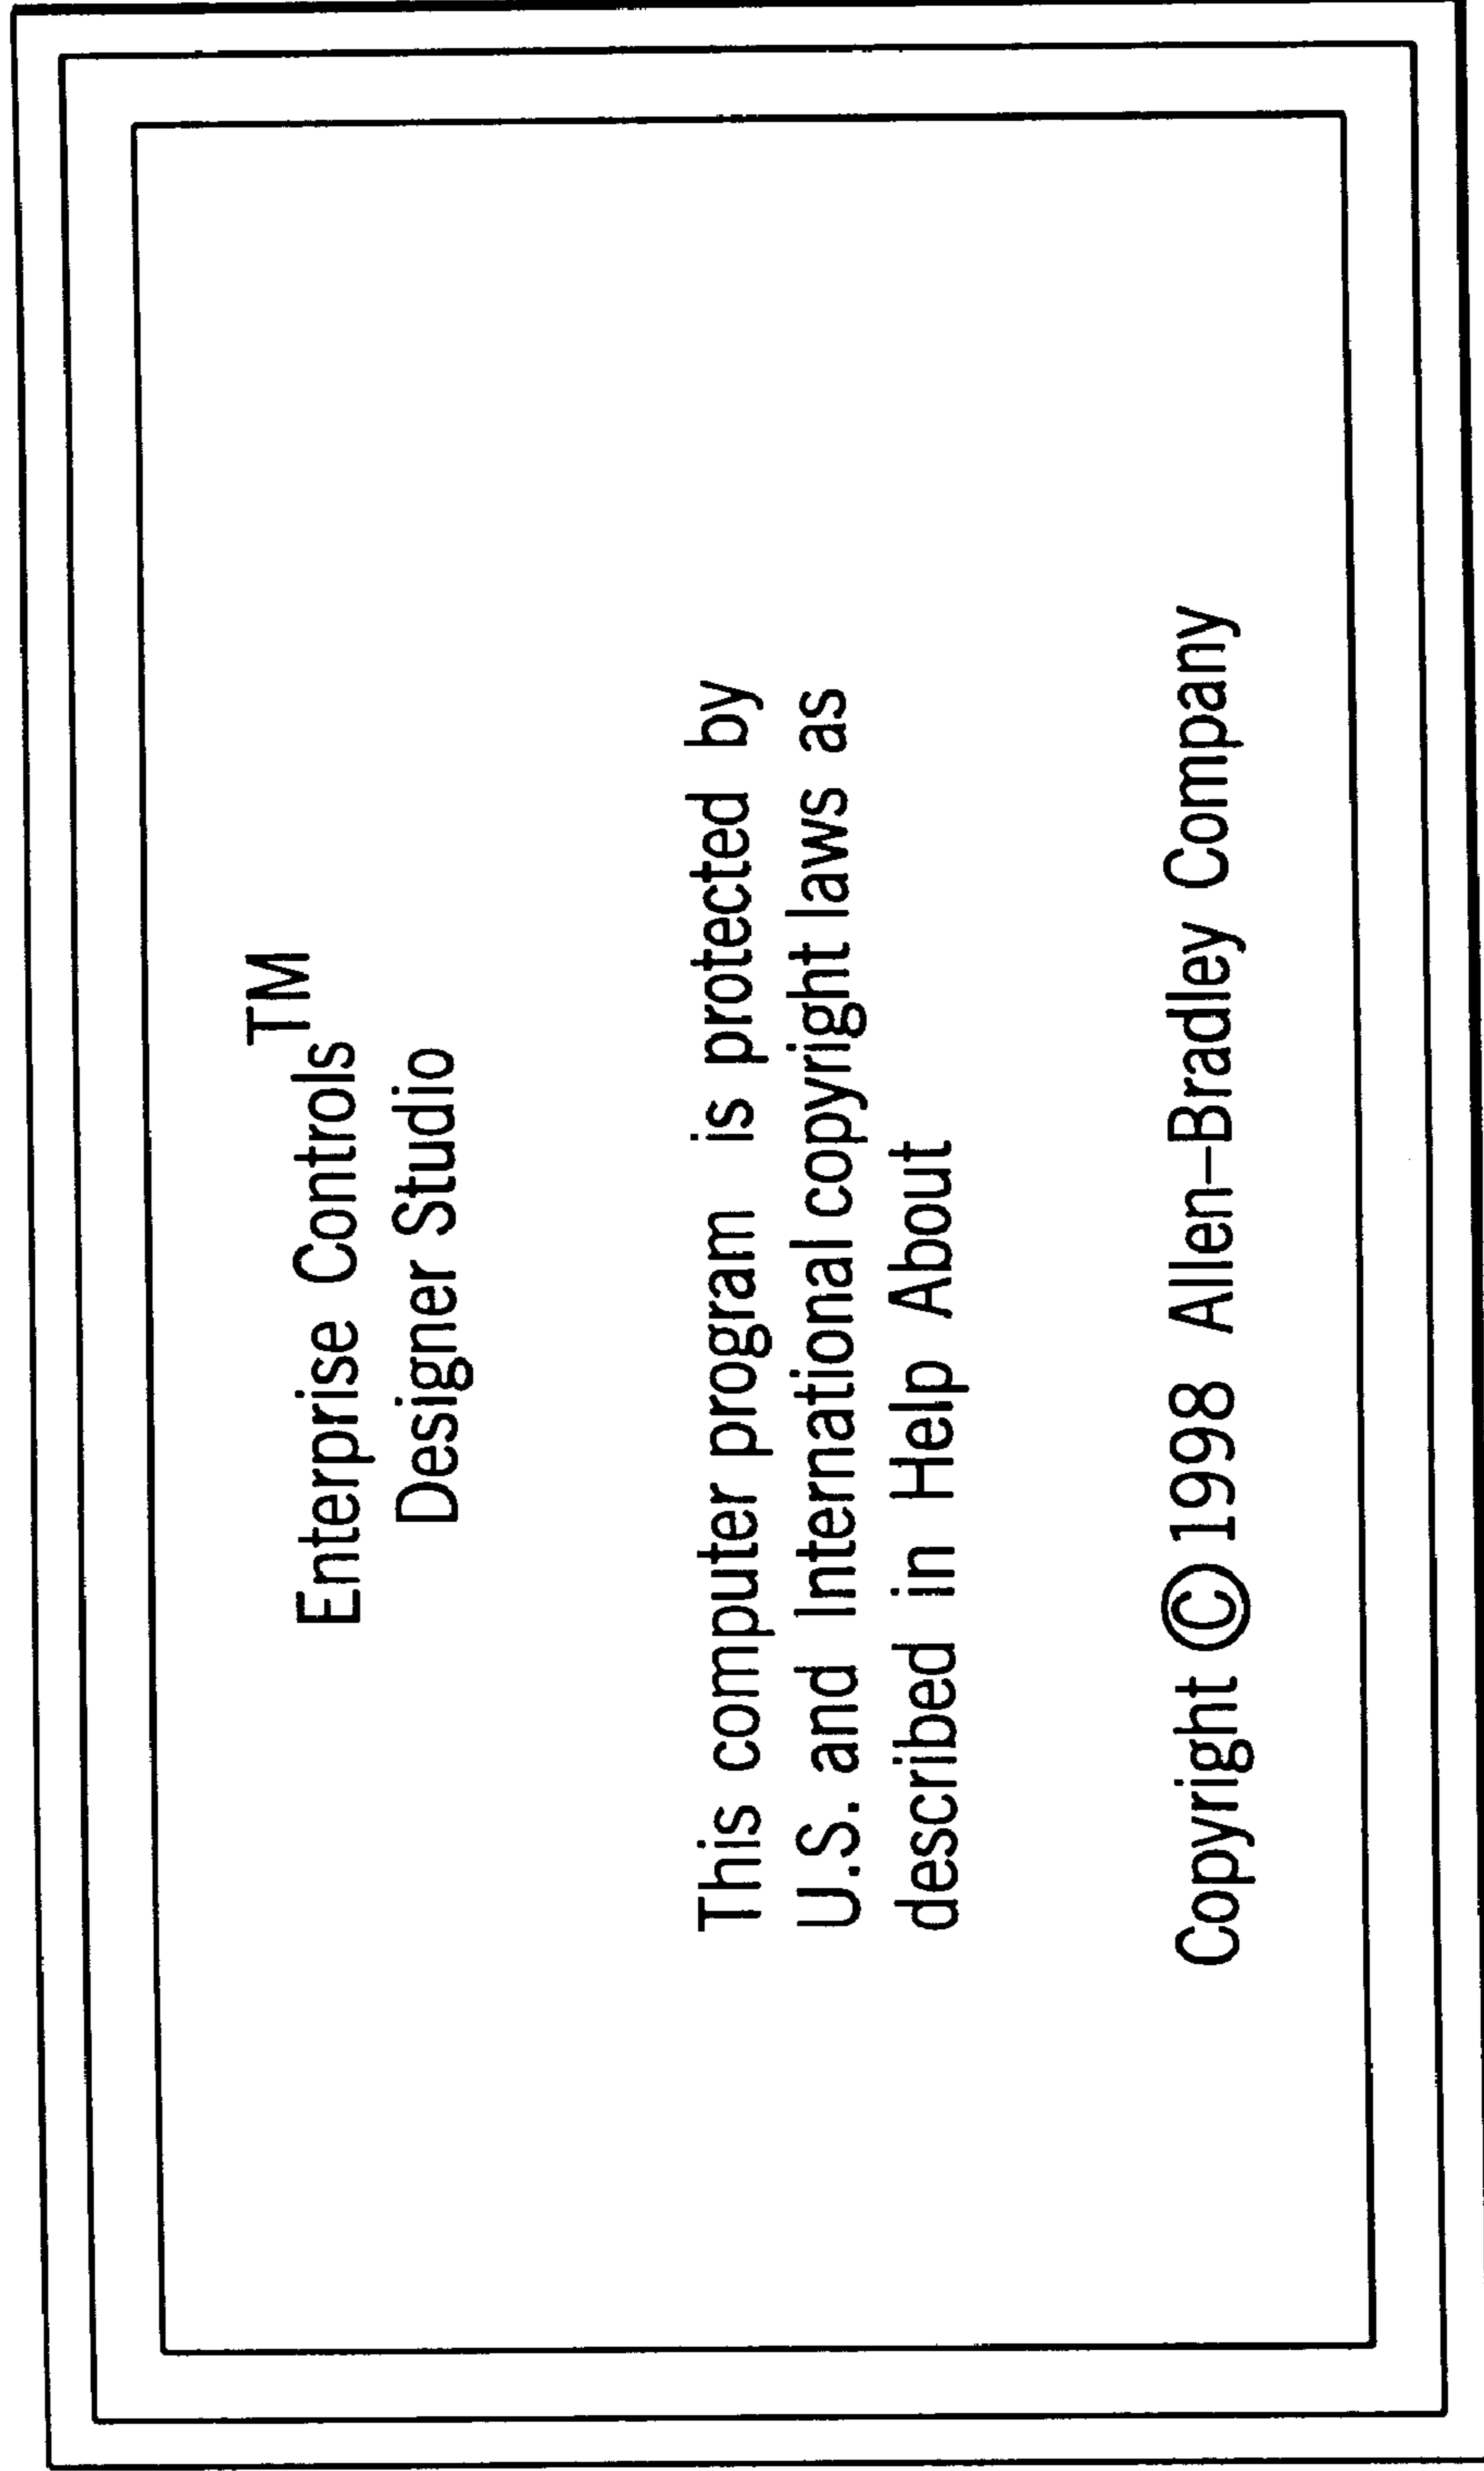 Enterprise Controls™
Designer Studio
This computer program is protected by
U.S. and International copyright laws as
described in Help About
Copyright © 1998 Allen-Bradley Company